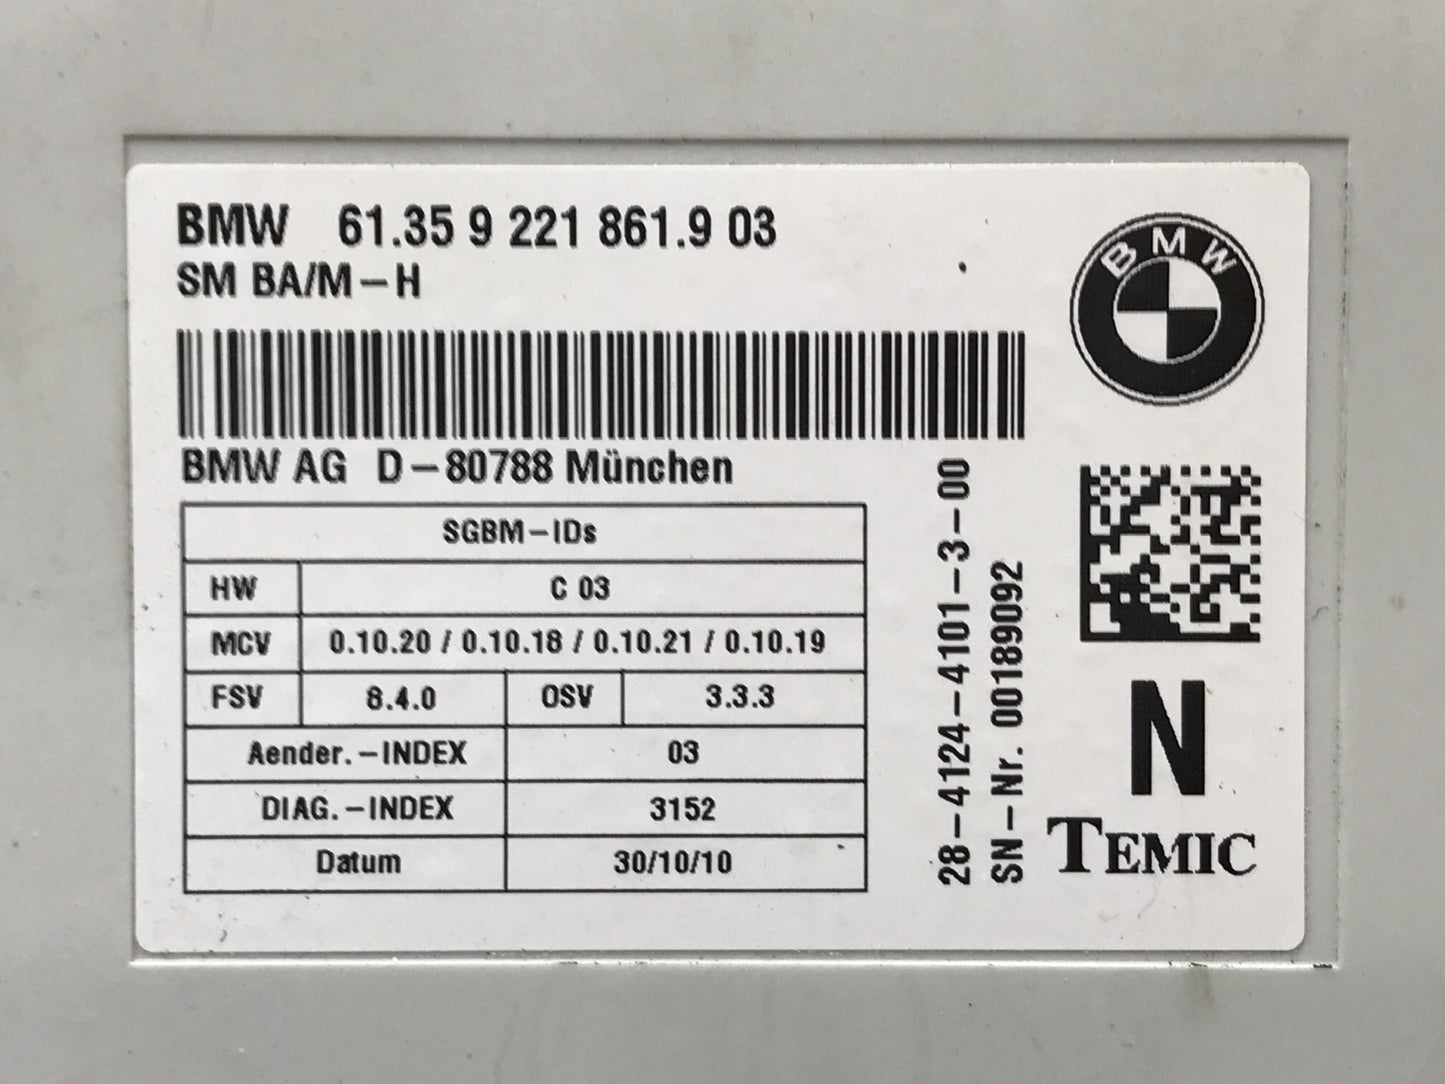 BMW 61.35 9 221 861.9 03
SM BA/M-H
BMW
BMW AG D-80788 München
SGBM-IDs
HW C 03
MCV 0.10.20 / 0.10.18 / 0.10.21 / 0.10.19
FSV 8.4.0 OSV 3.3.3
Aender.-INDEX 03
DIAG.-INDEX 3152
Datum 30/10/10
28-4124-4101-3-00
SN-Nr. 00189092
N
TEMIC